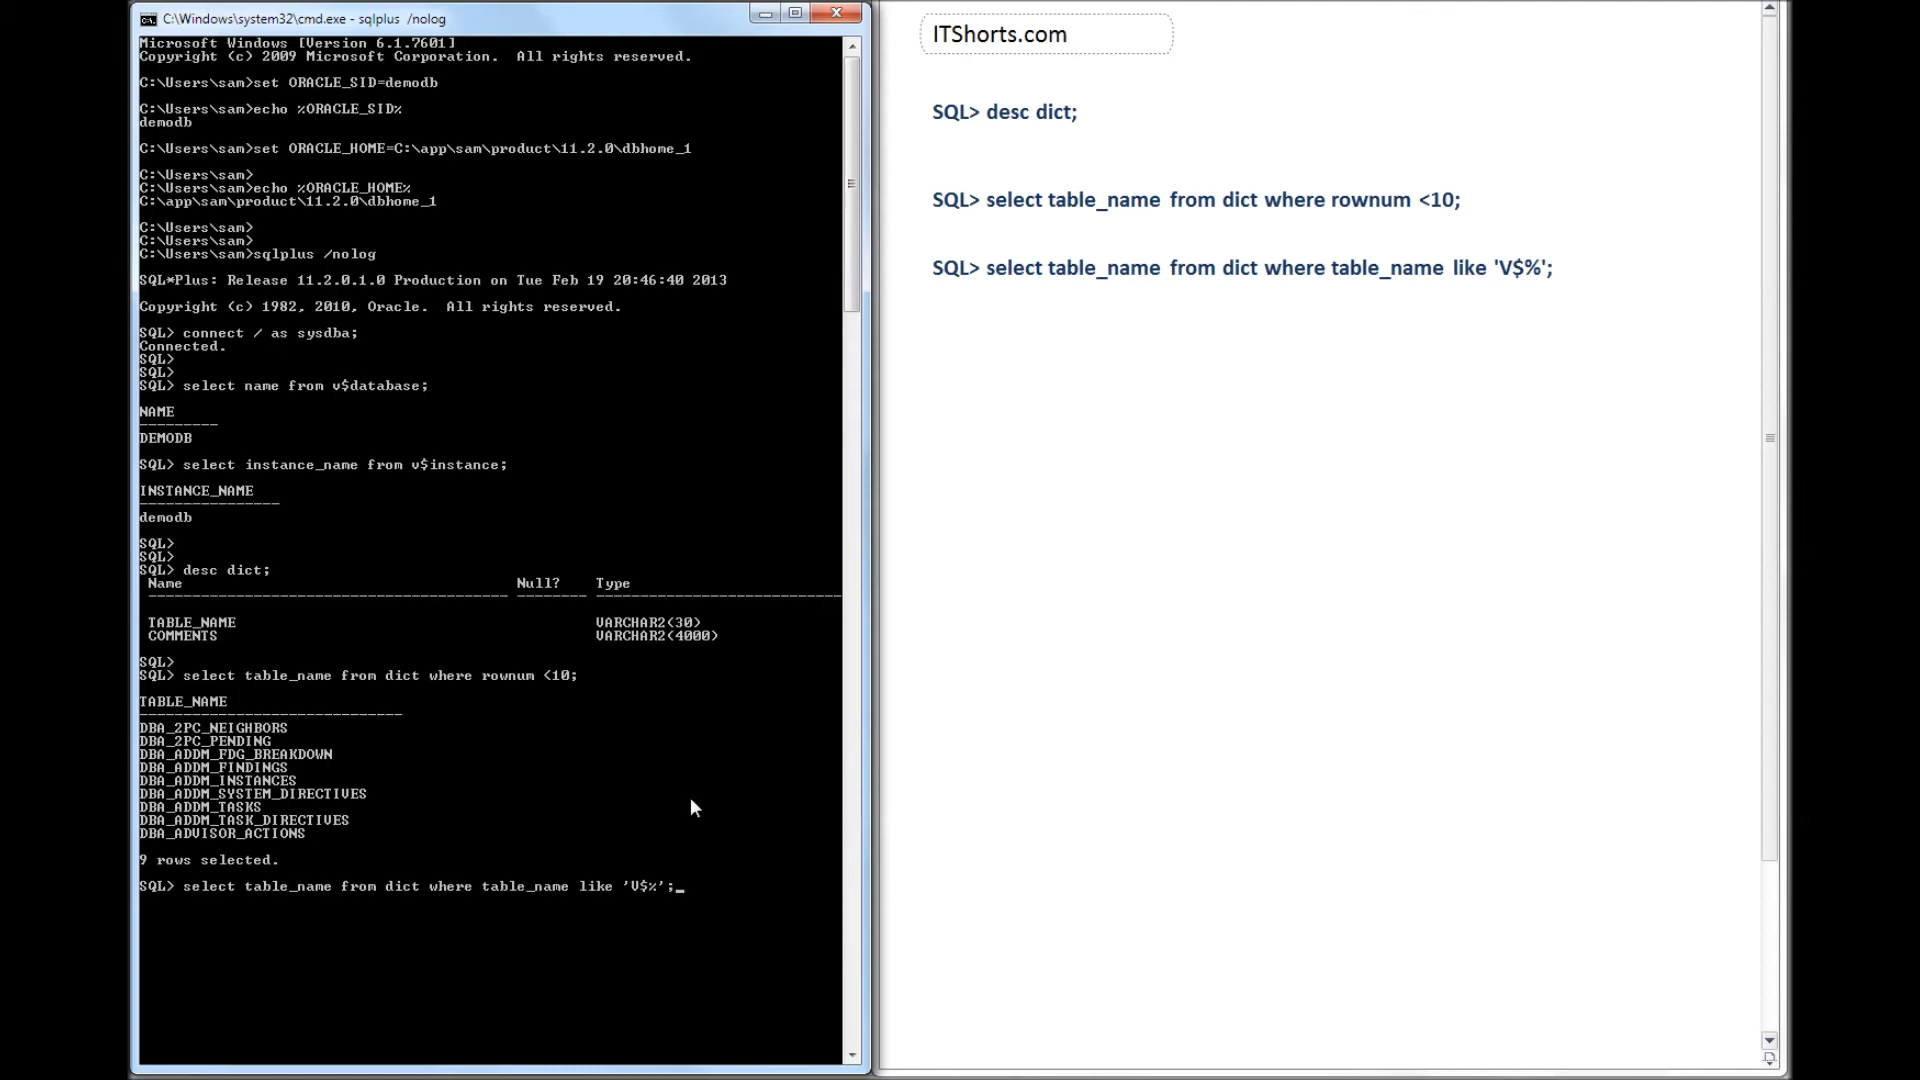 C:\Windows\system32\cmd.exe - sqlplus /nolog
Microsoft Windows [Version 6.1.7601]
Copyright (c) 2009 Microsoft Corporation.  All rights reserved.
C:\Users\sam>set ORACLE_SID=demodb
C:\Users\sam>echo %ORACLE_SID%
demodb
C:\Users\sam>set ORACLE_HOME=C:\app\sam\product\11.2.0\dbhome_1
C:\Users\sam>
C:\Users\sam>echo %ORACLE_HOME%
C:\app\sam\product\11.2.0\dbhome_1
C:\Users\sam>
C:\Users\sam>
C:\Users\sam>sqlplus /nolog
SQL*Plus: Release 11.2.0.1.0 Production on Tue Feb 19 20:46:40 2013
Copyright (c) 1982, 2010, Oracle.  All rights reserved.
SQL> connect / as sysdba;
Connected.
SQL>
SQL>
SQL> select name from v$database;
NAME
---------
DEMODB
SQL> select instance_name from v$instance;
INSTANCE_NAME
----------------
demodb
SQL>
SQL>
SQL> desc dict;
Name Null? Type
----------------------------------------- -------- ----------------------------
TABLE_NAME VARCHAR2(30)
COMMENTS VARCHAR2(4000)
SQL>
SQL> select table_name from dict where rownum <10;
TABLE_NAME
------------------------------
DBA_2PC_NEIGHBORS
DBA_2PC_PENDING
DBA_ADDM_FDG_BREAKDOWN
DBA_ADDM_FINDINGS
DBA_ADDM_INSTANCES
DBA_ADDM_SYSTEM_DIRECTIVES
DBA_ADDM_TASKS
DBA_ADDM_TASK_DIRECTIVES
DBA_ADVISOR_ACTIONS
9 rows selected.
SQL> select table_name from dict where table_name like 'V$%';_
ITShorts.com
SQL> desc dict;
SQL> select table_name from dict where rownum <10;
SQL> select table_name from dict where table_name like 'V$%';